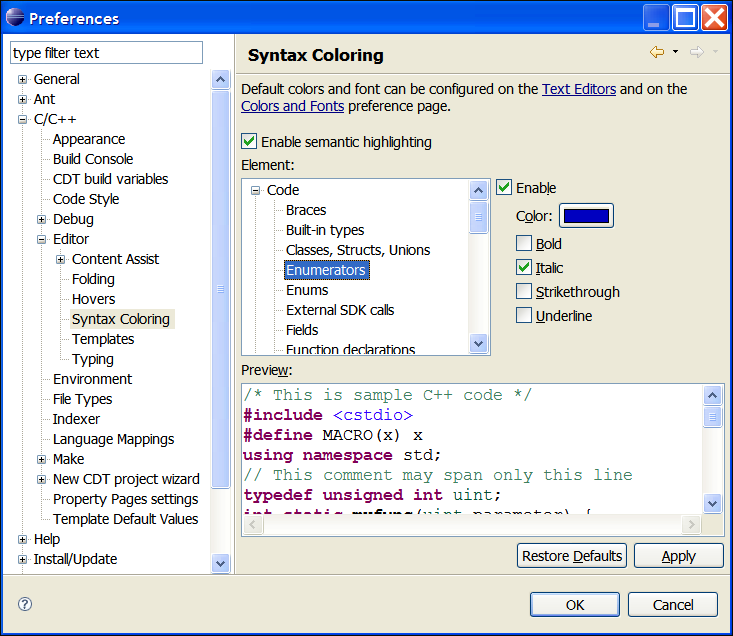 Preferences
type filter text
General
Ant
C/C++
Appearance
Build Console
CDT build variables
Code Style
Debug
Editor
Content Assist
Folding
Hovers
Syntax Coloring
Templates
Typing
Environment
File Types
Indexer
Language Mappings
Make
New CDT project wizard
Property Pages settings
Template Default Values
Help
Install/Update
Syntax Coloring
Default colors and font can be configured on the Text Editors and on the
Colors and Fonts preference page.
Enable semantic highlighting
Element:
Code
Braces
Built-in types
Classes, Structs, Unions
Enumerators
Enums
External SDK calls
Fields
Function declarations
Enable
Color:
Bold
Italic
Strikethrough
Underline
Preview:
/* This is sample C++ code */
#include <cstdio>
#define MACRO(x) x
using namespace std;
// This comment may span only this line
typedef unsigned int uint;
int static myfunc(uint parameter) {
Restore Defaults
Apply
?
OK
Cancel